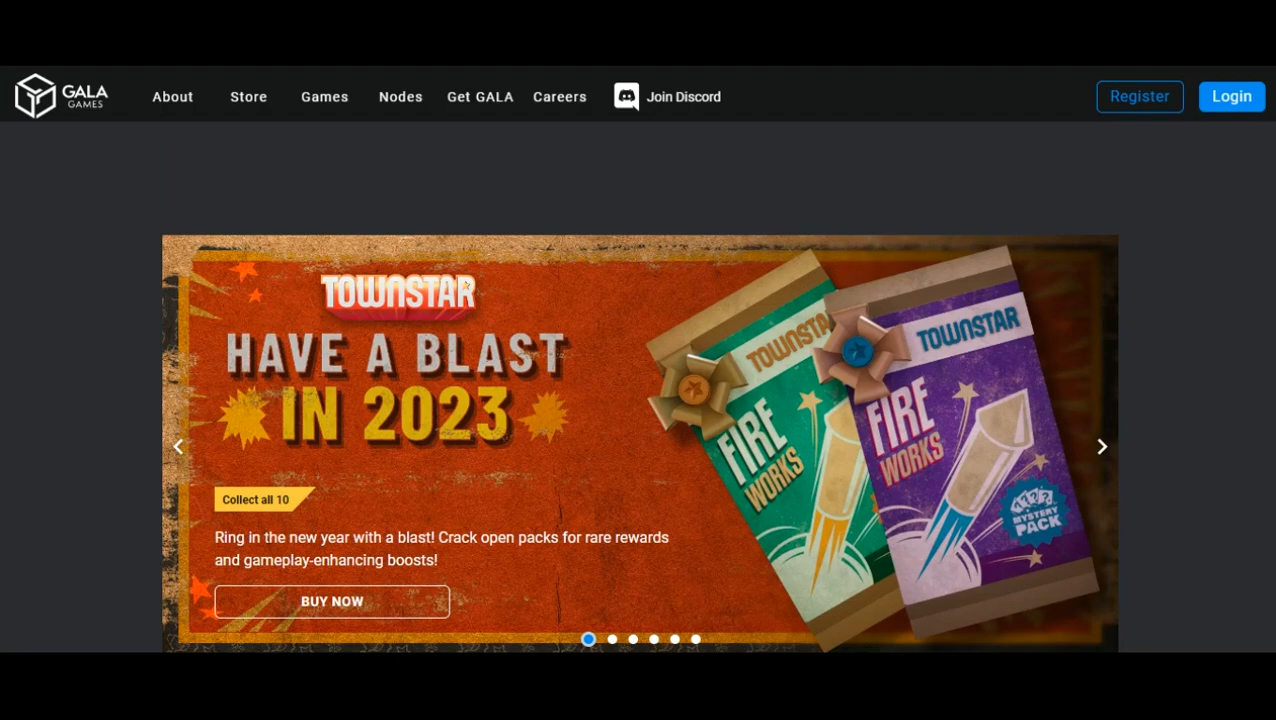 GALA
GAMES
About
Store
Games
Nodes
Get GALA
Careers
Join Discord
Register
Login
TOWNSTAR
HAVE A BLAST
IN 2023
Collect all 10
Ring in the new year with a blast! Crack open packs for rare rewards
and gameplay-enhancing boosts!
BUY NOW
TOWNSTA
FIRE
WORKS
TOWNSTAR
FIRE
WORKS
????
MYSTERY
PACK